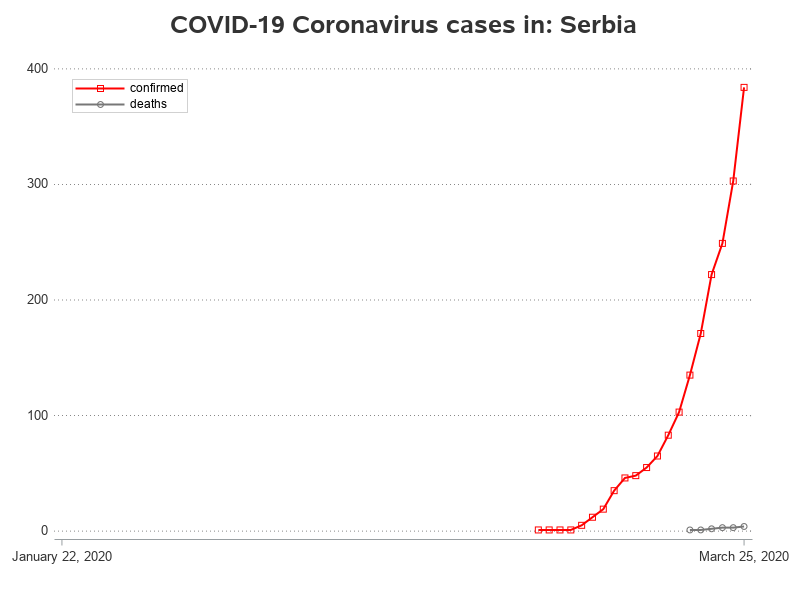 COVID-19 Coronavirus cases in: Serbia
400
confirmed
deaths
300
200
100
0
January 22, 2020
March 25, 2020